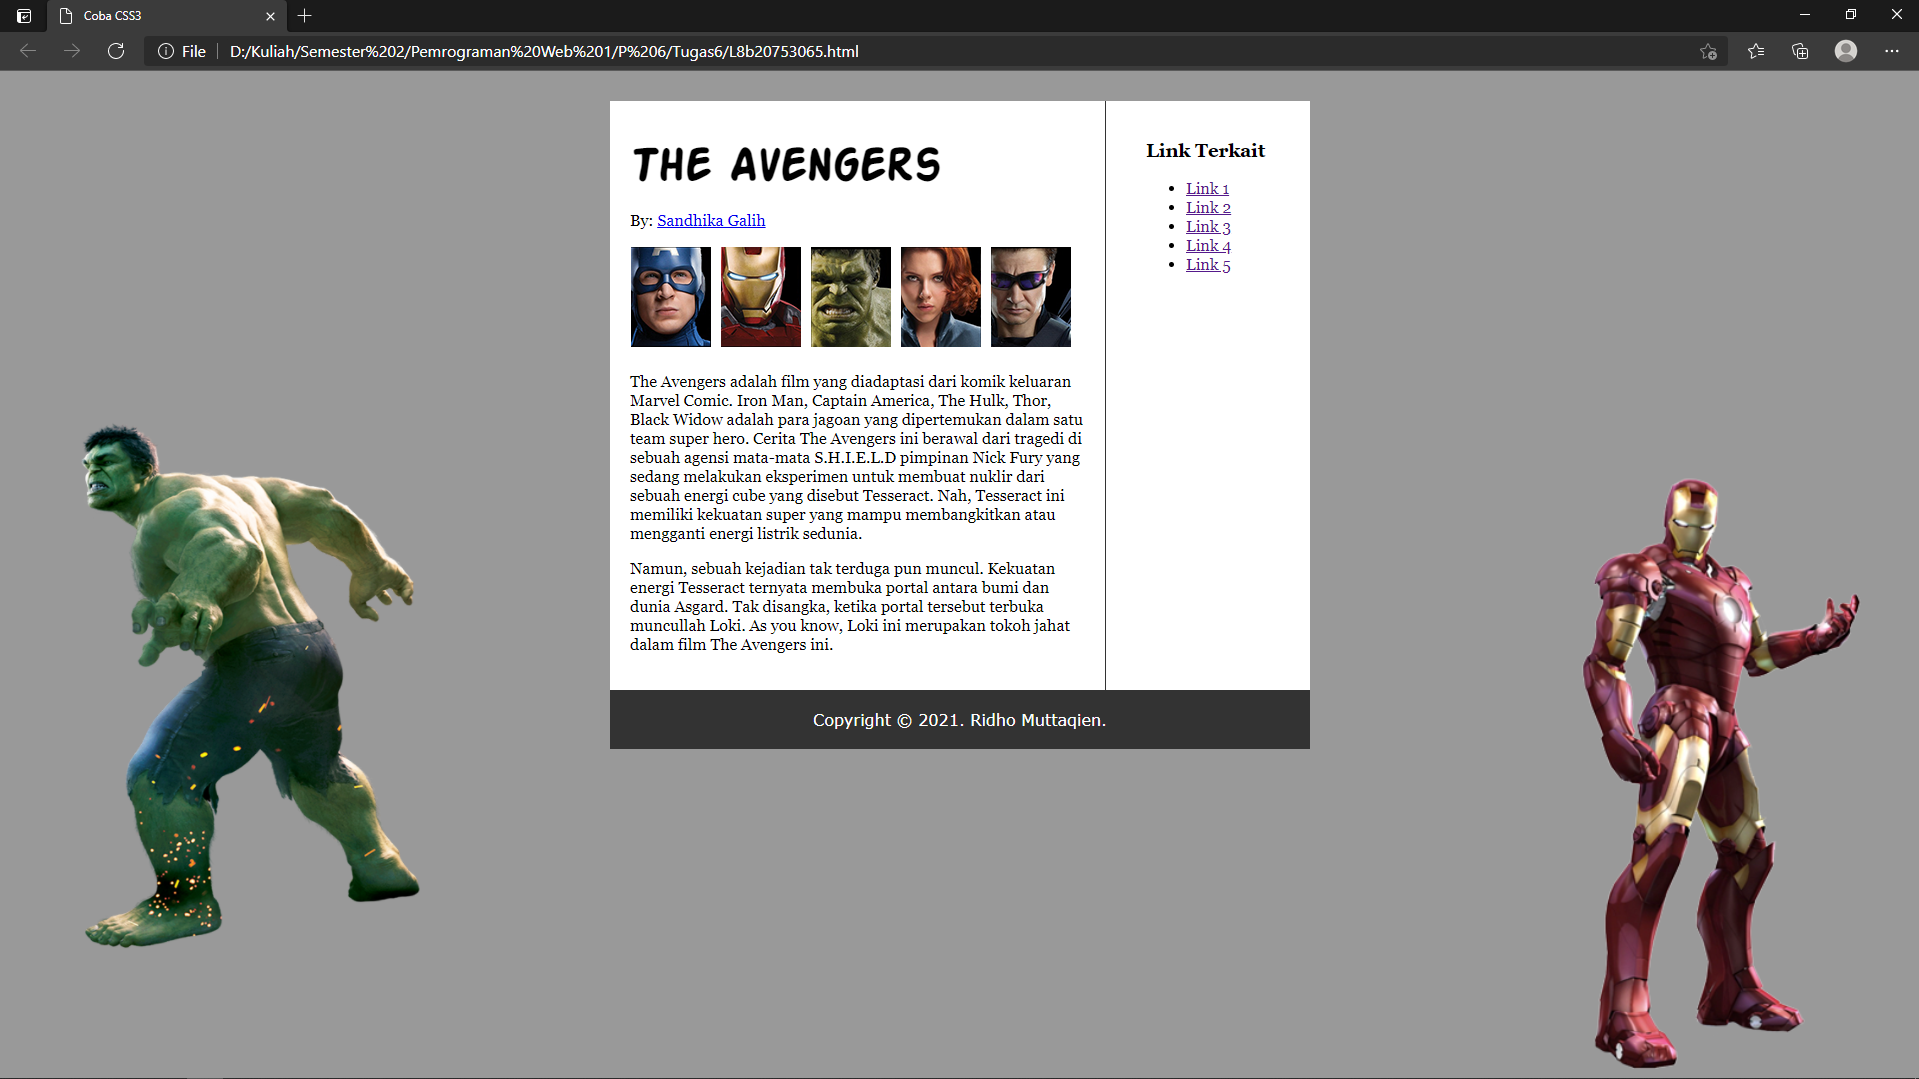 Coba CSS3
File
D:/Kuliah/Semester%202/Pemrograman%20Web%201/P%206/Tugas6/L8b20753065.html
THE AVENGERS
By: Sandhika Galih
The Avengers adalah film yang diadaptasi dari komik keluaran
Marvel Comic. Iron Man, Captain America, The Hulk, Thor,
Black Widow adalah para jagoan yang dipertemukan dalam satu
team super hero. Cerita The Avengers ini berawal dari tragedi di
sebuah agensi mata-mata S.H.I.E.L.D pimpinan Nick Fury yang
sedang melakukan eksperimen untuk membuat nuklir dari
sebuah energi cube yang disebut Tesseract. Nah, Tesseract ini
memiliki kekuatan super yang mampu membangkitkan atau
mengganti energi listrik sedunia.
Namun, sebuah kejadian tak terduga pun muncul. Kekuatan
energi Tesseract ternyata membuka portal antara bumi dan
dunia Asgard. Tak disangka, ketika portal tersebut terbuka
muncullah Loki. As you know, Loki ini merupakan tokoh jahat
dalam film The Avengers ini.
Link Terkait
Link 1
Link 2
Link 3
Link 4
Link 5
Copyright © 2021. Ridho Muttaqien.